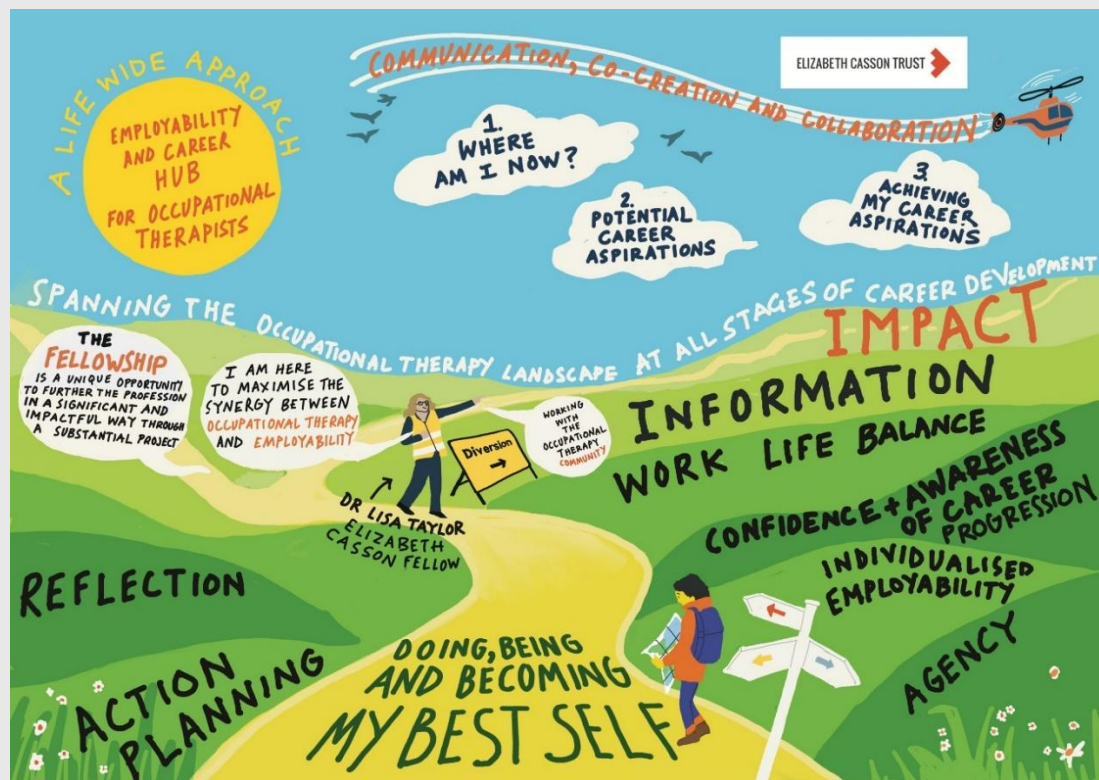 A LIFE WIDE APPROACH
EMPLOYABILITY
AND CAREER
HUB
FOR OCCUPATIONAL
THERAPISTS
COMMUNICATION, CO-CREATION AND COLLABORATION
ELIZABETH CASSON TRUST
1.
WHERE
AM I NOW?
2.
POTENTIAL
CAREER
ASPIRATIONS
3.
ACHIEVING
MY CAREER
ASPIRATIONS
SPANNING THE OCCUPATIONAL THERAPY LANDSCAPE AT ALL STAGES OF CAREER DEVELOPMENT
THE
FELLOWSHIP
IS A UNIQUE OPPORTUNITY
TO FURTHER THE PROFESSION
IN A SIGNIFICANT AND
IMPACTFUL WAY THROUGH
A SUBSTANTIAL PROJECT
I AM HERE
TO MAXIMISE THE
SYNERGY BETWEEN
OCCUPATIONAL THERAPY
AND EMPLOYABILITY
Diversion
WORKING
WITH
THE
OCCUPATIONAL
THERAPY
COMMUNITY
DR LISA TAYLOR
ELIZABETH
CASSON FELLOW
IMPACT
INFORMATION
WORK LIFE BALANCE
CONFIDENCE + AWARENESS
OF CAREER
PROGRESSION
INDIVIDUALISED
EMPLOYABILITY
AGENCY
REFLECTION
ACTION
PLANNING
DOING, BEING
AND BECOMING
MY BEST SELF